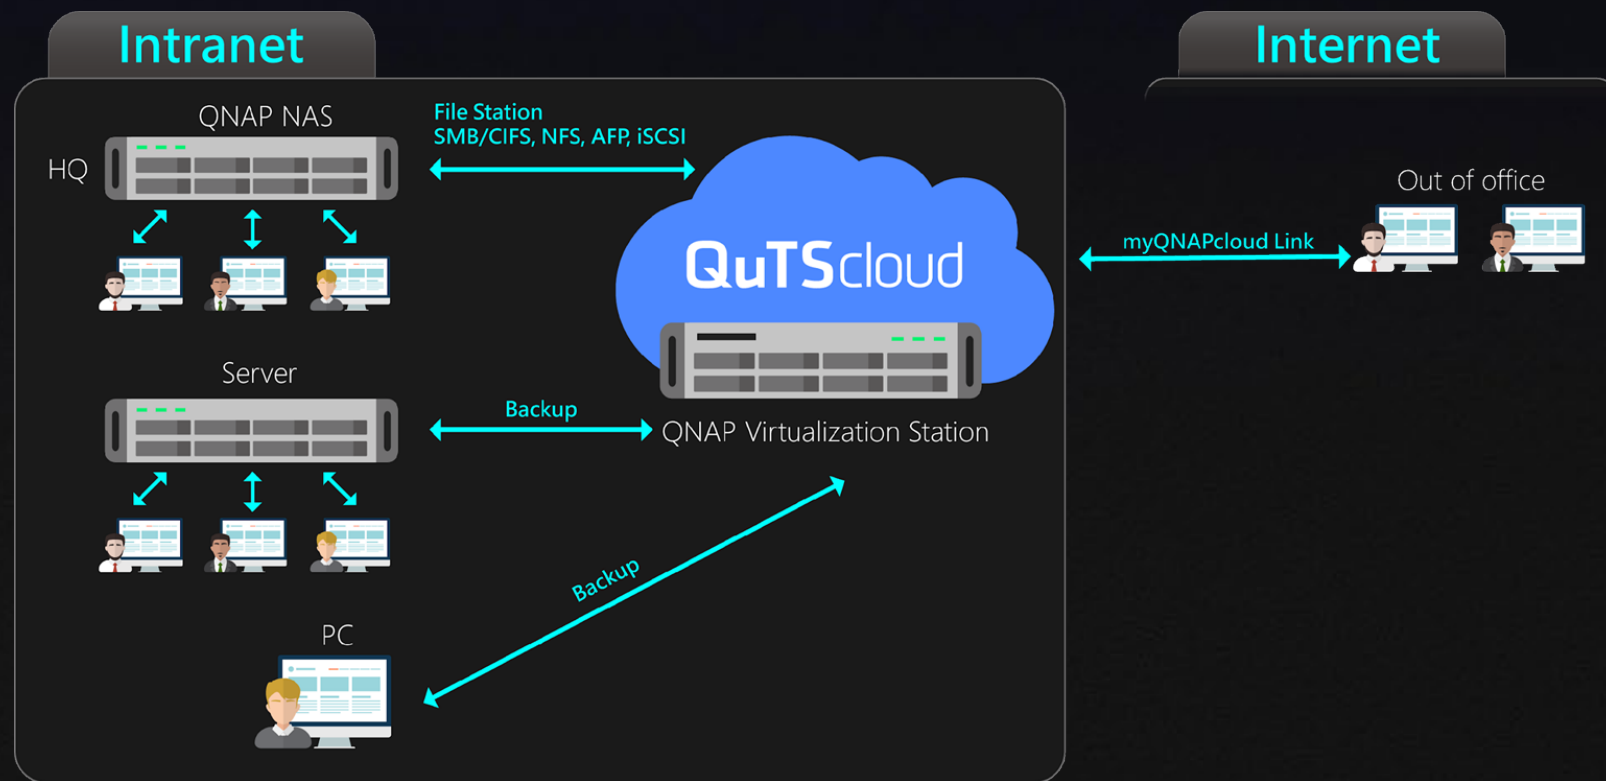 Intranet
Internet
QNAP NAS
HQ
File Station
SMB/CIFS, NFS, AFP, iSCSI
QuTScloud
Out of office
myQNAPcloud Link
Server
Backup
QNAP Virtualization Station
Backup
PC